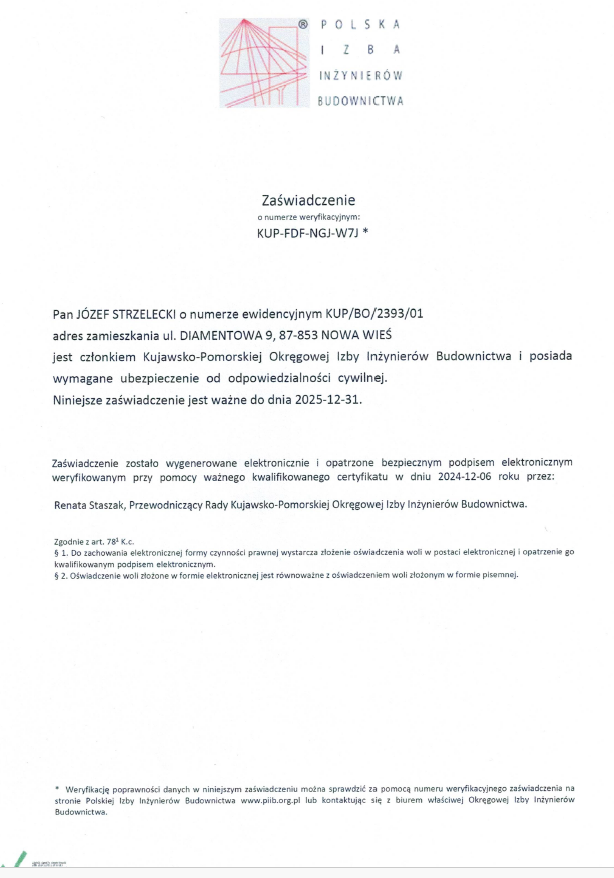 ®
POLSKA
IZBA
INŻYNIERÓW
BUDOWNICTWA
Zaświadczenie
o numerze weryfikacyjnym:
KUP-FDF-NGJ-W7J *
Pan JÓZEF STRZELECKI o numerze ewidencyjnym KUP/BO/2393/01
adres zamieszkania ul. DIAMENTOWA 9, 87-853 NOWA WIEŚ
jest członkiem Kujawsko-Pomorskiej Okręgowej Izby Inżynierów Budownictwa i posiada
wymagane ubezpieczenie od odpowiedzialności cywilnej.
Niniejsze zaświadczenie jest ważne do dnia 2025-12-31.
Zaświadczenie zostało wygenerowane elektronicznie i opatrzone bezpiecznym podpisem elektronicznym
weryfikowanym przy pomocy ważnego kwalifikowanego certyfikatu w dniu 2024-12-06 roku przez:
Renata Staszak, Przewodniczący Rady Kujawsko-Pomorskiej Okręgowej Izby Inżynierów Budownictwa.
Zgodnie z art. 78¹ K.c.
§ 1. Do zachowania elektronicznej formy czynności prawnej wystarcza złożenie oświadczenia woli w postaci elektronicznej i opatrzenie go
kwalifikowanym podpisem elektronicznym.
§ 2. Oświadczenie woli złożone w formie elektronicznej jest równoważne z oświadczeniem woli złożonym w formie pisemnej.
* Weryfikację poprawności danych w niniejszym zaświadczeniu można sprawdzić za pomocą numeru weryfikacyjnego zaświadczenia na
stronie Polskiej Izby Inżynierów Budownictwa www.piib.org.pl lub kontaktując się z biurem właściwej Okręgowej Izby Inżynierów
Budownictwa.